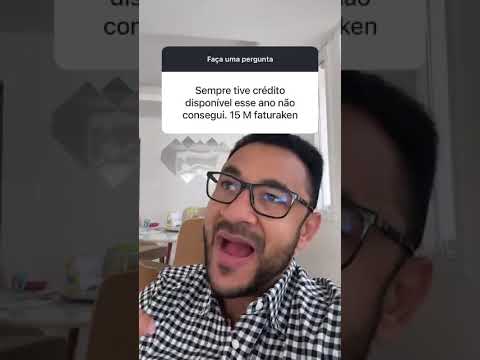 Faça uma pergunta
Sempre tive crédito
disponível esse ano não
consegui. 15 M faturaken